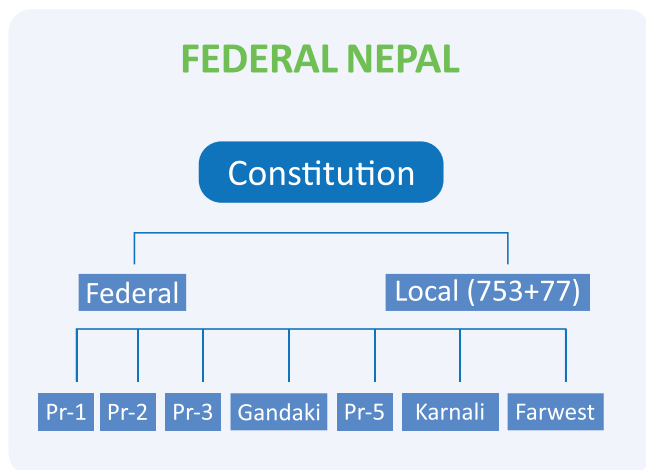 FEDERAL NEPAL
Constitution
Federal
Local (753+77)
Pr-1
Pr-2
Pr-3
Gandaki
Pr-5
Karnali
Farwest